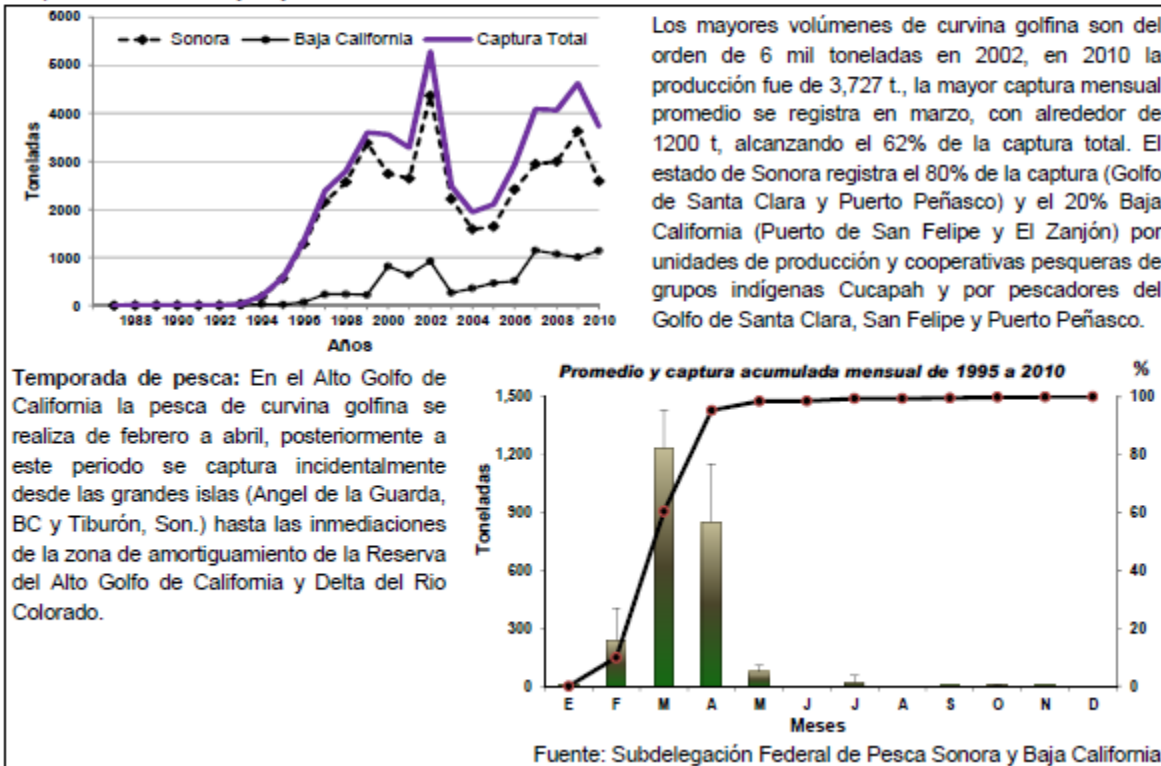 6000
5000
4000
3000
2000
1000
0
Toneladas
Sonora
Baja California
Captura Total
1988 1990 1992 1994 1996 1998 2000 2002 2004 2006 2008 2010
Años
Los mayores volúmenes de curvina golfina son del
orden de 6 mil toneladas en 2002, en 2010 la
producción fue de 3,727 t., la mayor captura mensual
promedio se registra en marzo, con alrededor de
1200 t, alcanzando el 62% de la captura total. El
estado de Sonora registra el 80% de la captura (Golfo
de Santa Clara y Puerto Peñasco) y el 20% Baja
California (Puerto de San Felipe y El Zanjón) por
unidades de producción y cooperativas pesqueras de
grupos indígenas Cucapah y por pescadores del
Golfo de Santa Clara, San Felipe y Puerto Peñasco.
Temporada de pesca: En el Alto Golfo de
California la pesca de curvina golfina se
realiza de febrero a abril, posteriormente a
este periodo se captura incidentalmente
desde las grandes islas (Angel de la Guarda,
BC y Tiburón, Son.) hasta las inmediaciones
de la zona de amortiguamiento de la Reserva
del Alto Golfo de California y Delta del Rio
Colorado.
Promedio y captura acumulada mensual de 1995 a 2010
%
1,500
1,200
900
600
300
0
Toneladas
100
80
60
40
20
0
E F M A M J J A S O N D
Meses
Fuente: Subdelegación Federal de Pesca Sonora y Baja California